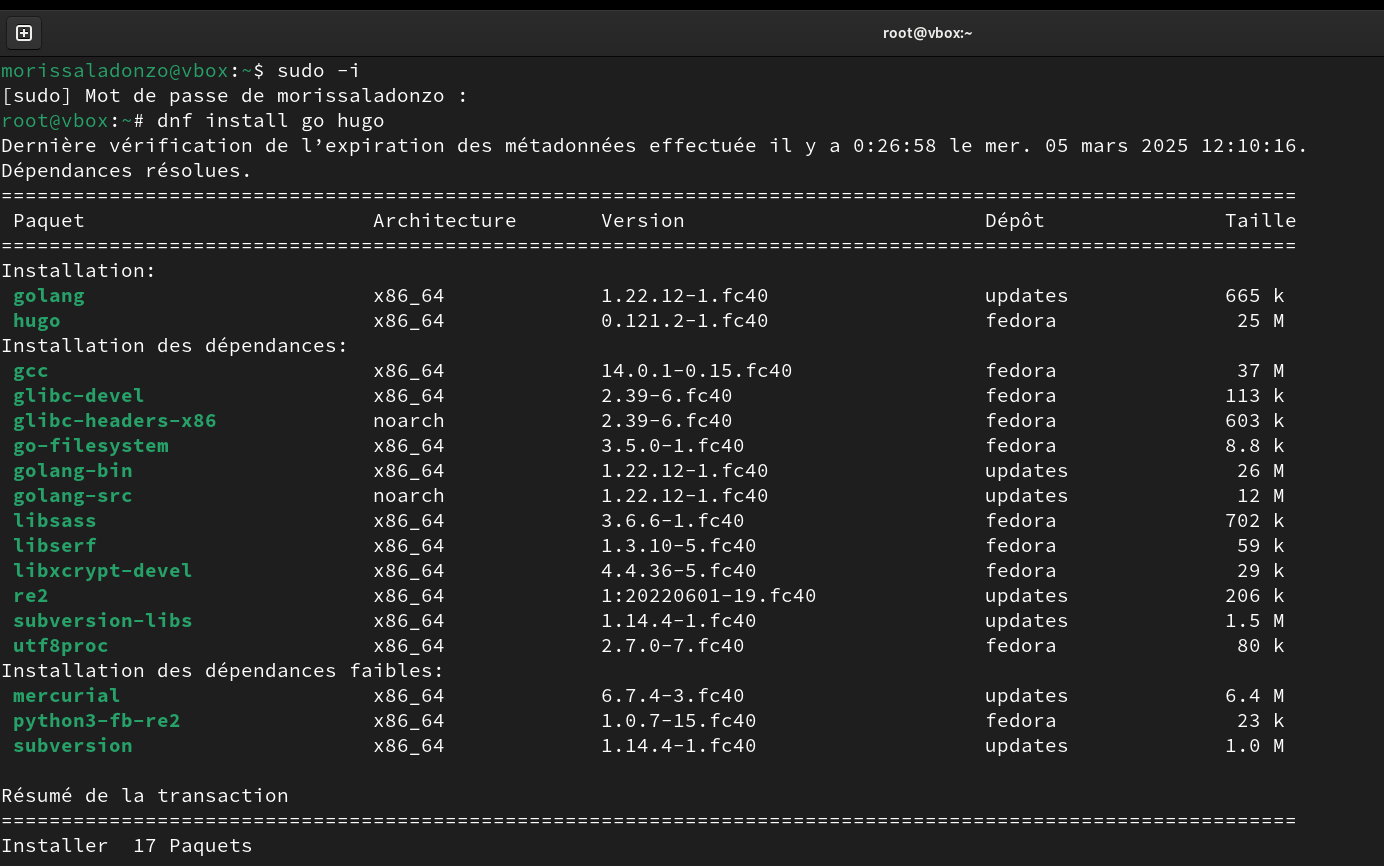 root@vbox:~
morissaladonzo@vbox:~$ sudo -i
[sudo] Mot de passe de morissaladonzo :
root@vbox:~# dnf install go hugo
Dernière vérification de l’expiration des métadonnées effectuée il y a 0:26:58 le mer. 05 mars 2025 12:10:16.
Dépendances résolues.
============================================================================================================
Paquet Architecture Version Dépôt Taille
============================================================================================================
Installation:
golang x86_64 1.22.12-1.fc40 updates 665 k
hugo x86_64 0.121.2-1.fc40 fedora 25 M
Installation des dépendances:
gcc x86_64 14.0.1-0.15.fc40 fedora 37 M
glibc-devel x86_64 2.39-6.fc40 fedora 113 k
glibc-headers-x86 noarch 2.39-6.fc40 fedora 603 k
go-filesystem x86_64 3.5.0-1.fc40 fedora 8.8 k
golang-bin x86_64 1.22.12-1.fc40 updates 26 M
golang-src noarch 1.22.12-1.fc40 updates 12 M
libsass x86_64 3.6.6-1.fc40 fedora 702 k
libserf x86_64 1.3.10-5.fc40 fedora 59 k
libxcrypt-devel x86_64 4.4.36-5.fc40 fedora 29 k
re2 x86_64 1:20220601-19.fc40 updates 206 k
subversion-libs x86_64 1.14.4-1.fc40 updates 1.5 M
utf8proc x86_64 2.7.0-7.fc40 fedora 80 k
Installation des dépendances faibles:
mercurial x86_64 6.7.4-3.fc40 updates 6.4 M
python3-fb-re2 x86_64 1.0.7-15.fc40 fedora 23 k
subversion x86_64 1.14.4-1.fc40 updates 1.0 M
Résumé de la transaction
============================================================================================================
Installer 17 Paquets